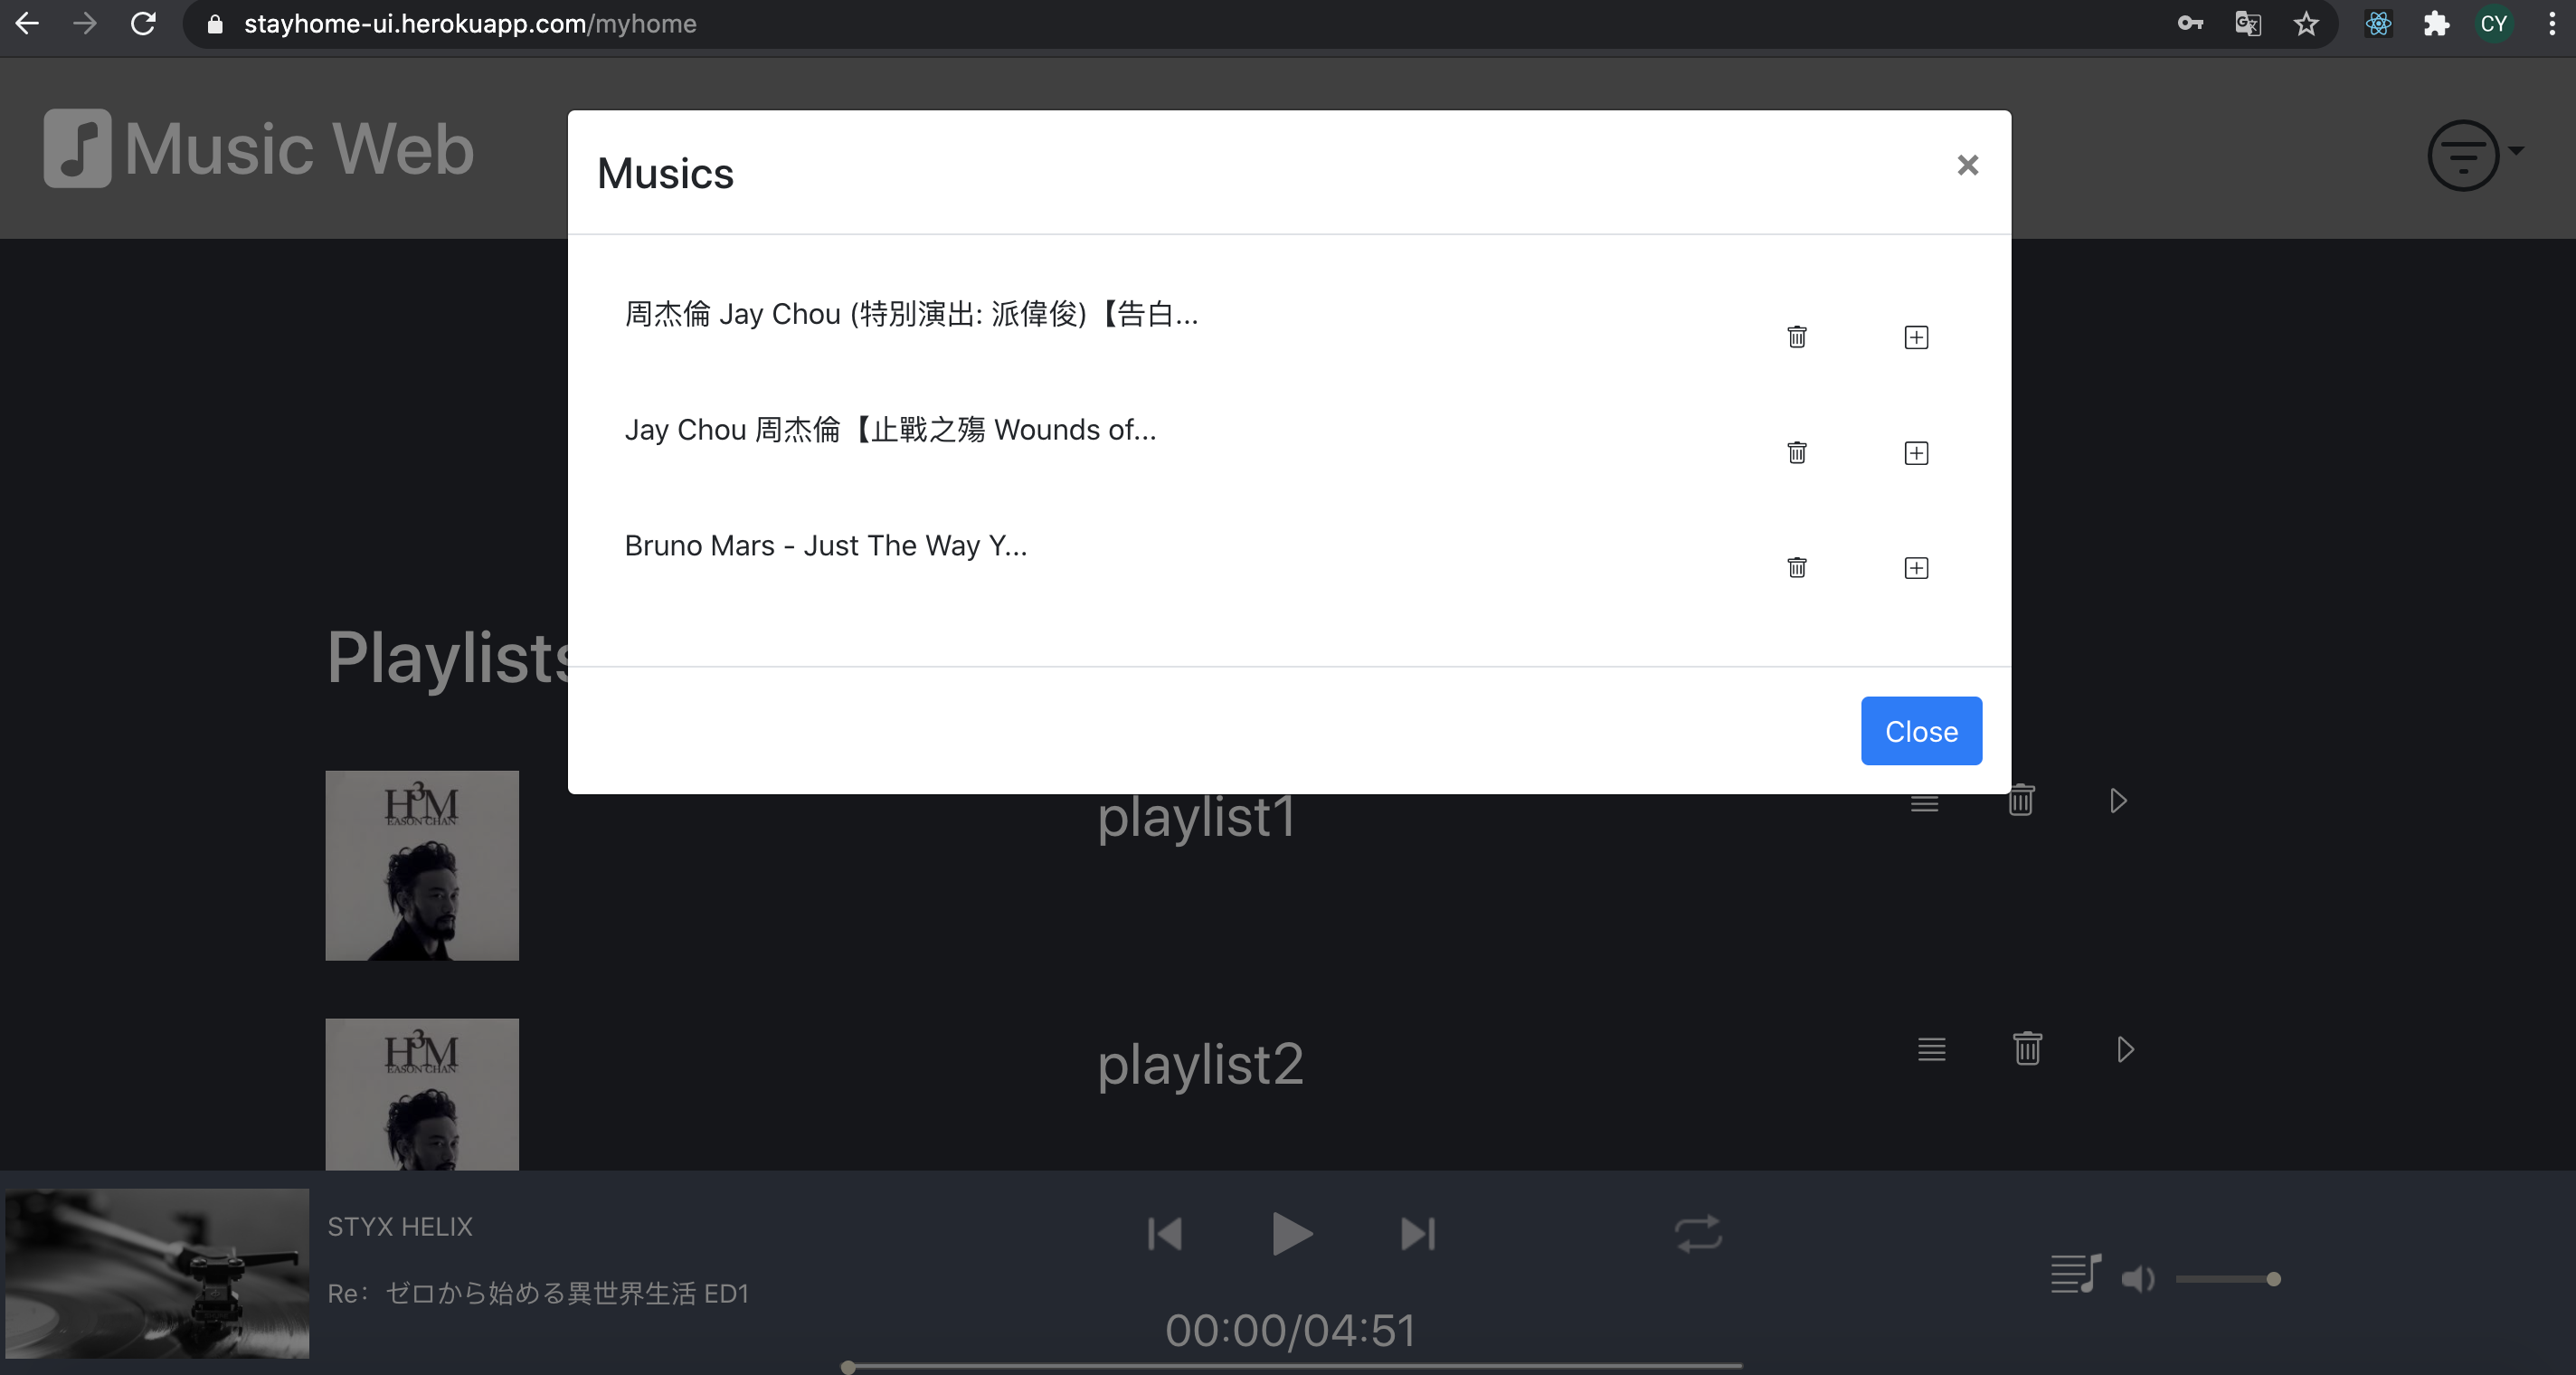 stayhome-ui.herokuapp.com/myhome
CY
Music Web
Musics
×
周杰倫 Jay Chou (特別演出: 派偉俊)【告白...
Jay Chou 周杰倫【止戰之殤 Wounds of...
Bruno Mars - Just The Way Y...
Close
Playlists
H3M
EASON CHAN
playlist1
H3M
EASON CHAN
playlist2
STYX HELIX
Re：ゼロから始める異世界生活 ED1
00:00/04:51